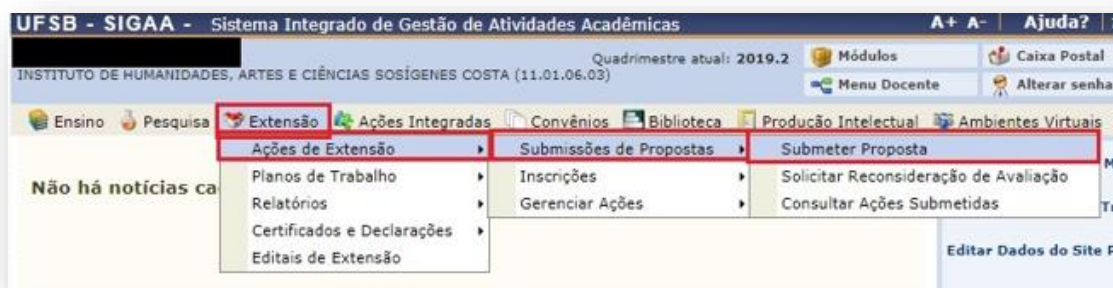 UFSB - SIGAA - Sistema Integrado de Gestão de Atividades Acadêmicas A+ A- | Ajuda? |
Quadrimestre atual: 2019.2 Módulos Caixa Postal
INSTITUTO DE HUMANIDADES, ARTES E CIÊNCIAS SOSÍGENES COSTA (11.01.06.03)
Menu Docente Alterar senha
Ensino Pesquisa Extensão Ações Integradas Convênios Biblioteca Produção Intelectual Ambientes Virtuais
Ações de Extensão Submissões de Propostas Submeter Proposta
Planos de Trabalho Inscrições Solicitar Reconsideração de Avaliação
Não há notícias ca
Relatórios Gerenciar Ações Consultar Ações Submetidas
Certificados e Declarações
Editais de Extensão Editar Dados do Site